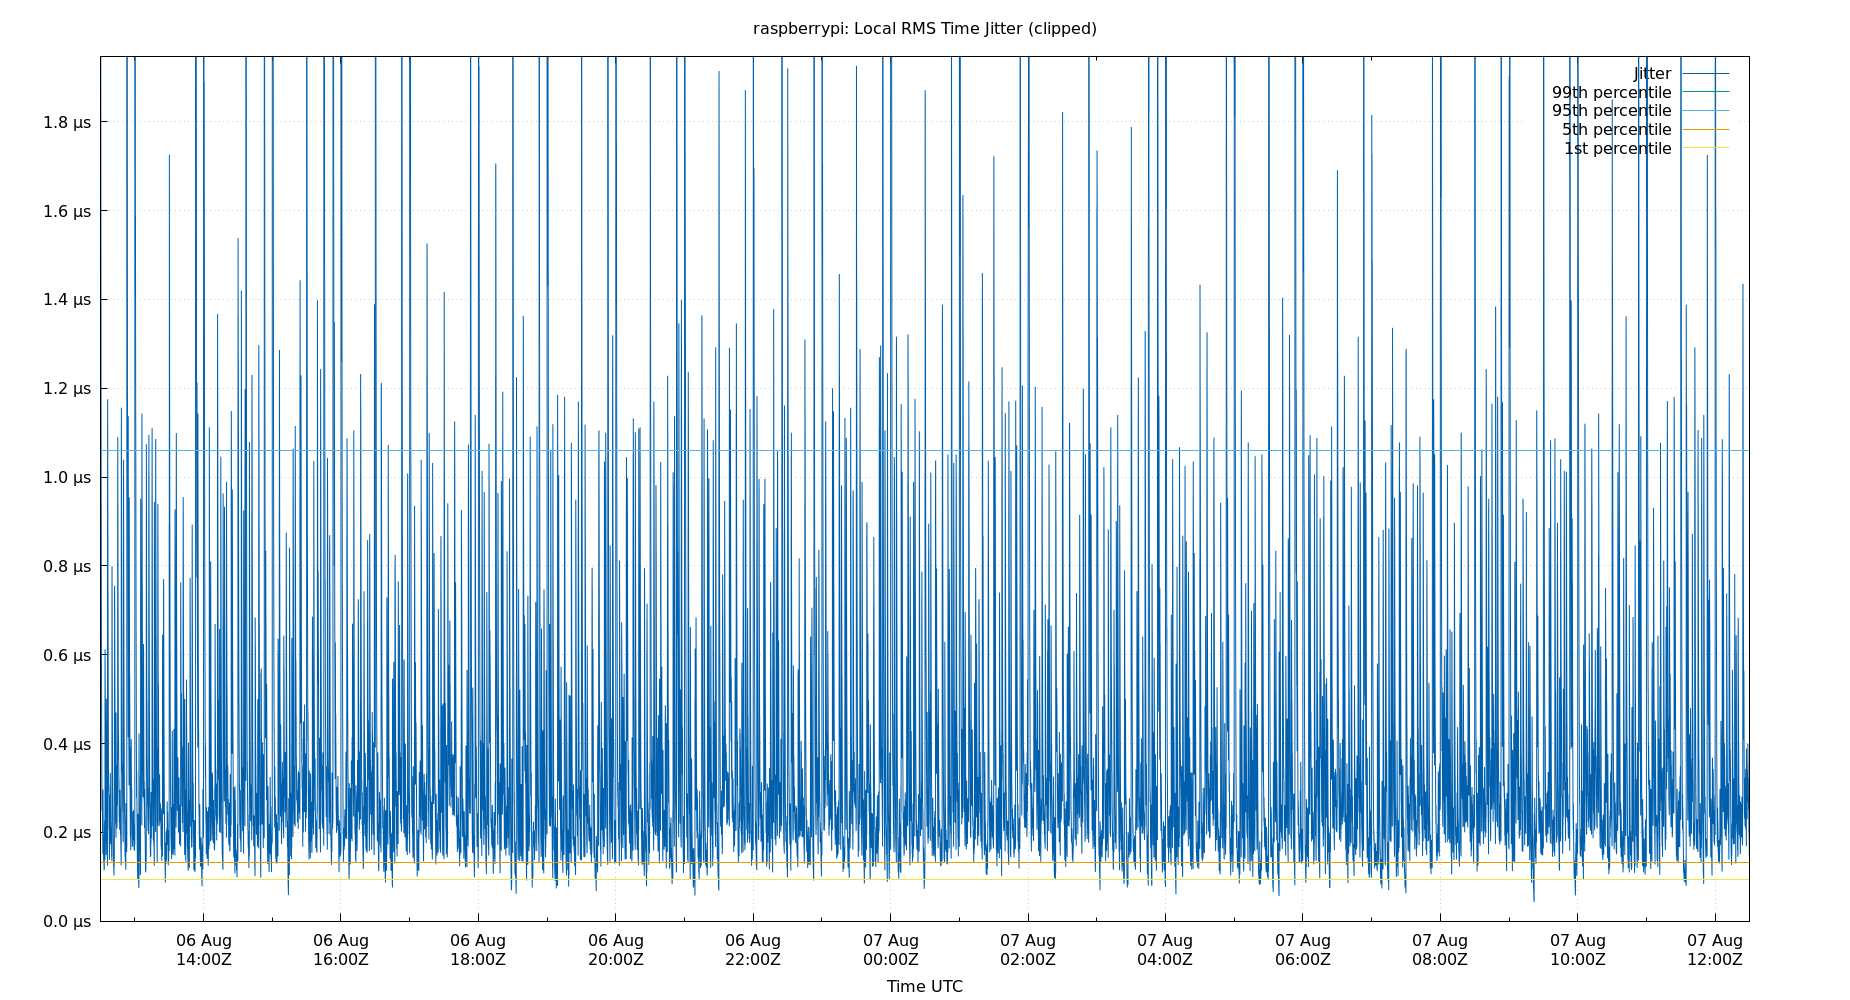 raspberrypi: Local RMS Time Jitter (clipped)
Jitter
99th percentile
95th percentile
5th percentile
1st percentile
1.8 µs
1.6 µs
1.4 µs
1.2 µs
1.0 µs
0.8 µs
0.6 µs
0.4 µs
0.2 µs
0.0 µs
06 Aug 06 Aug 06 Aug 06 Aug 06 Aug 07 Aug 07 Aug 07 Aug 07 Aug 07 Aug 07 Aug 07 Aug
14:00Z 16:00Z 18:00Z 20:00Z 22:00Z 00:00Z 02:00Z 04:00Z 06:00Z 08:00Z 10:00Z 12:00Z
Time UTC